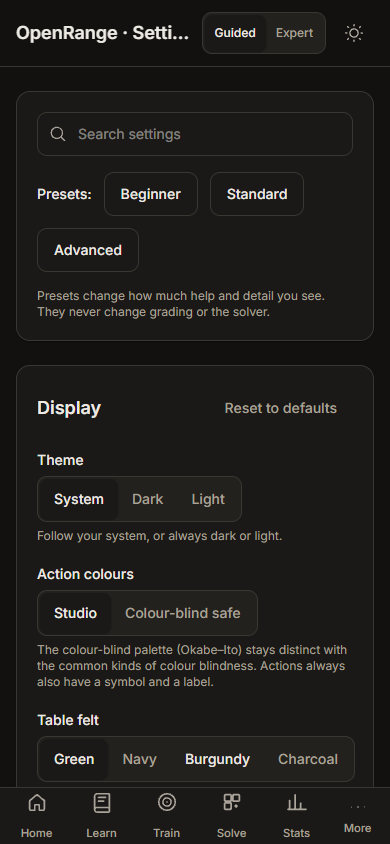 OpenRange · Setti...
Guided Expert
Search settings
Presets: Beginner Standard
Advanced
Presets change how much help and detail you see.
They never change grading or the solver.
Display Reset to defaults
Theme
System Dark Light
Follow your system, or always dark or light.
Action colours
Studio Colour-blind safe
The colour-blind palette (Okabe–Ito) stays distinct with
the common kinds of colour blindness. Actions always
also have a symbol and a label.
Table felt
Green Navy Burgundy Charcoal
Home Learn Train Solve Stats More